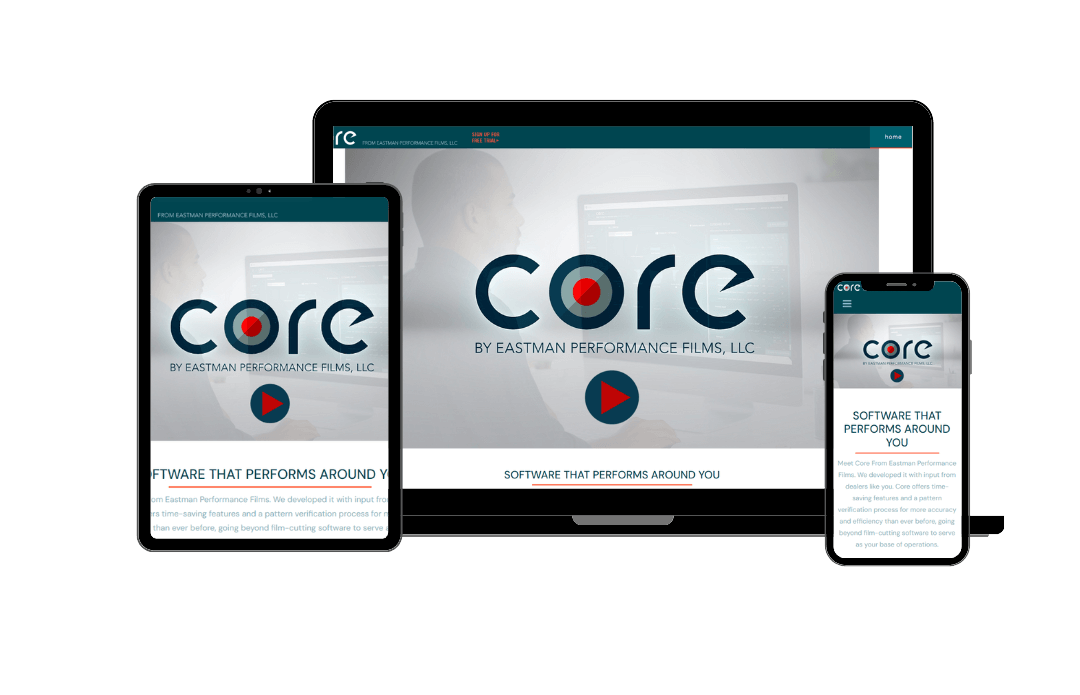 re FROM EASTMAN PERFORMANCE FILMS, LLC
SIGN UP FOR
FREE TRIAL>
home
core
BY EASTMAN PERFORMANCE FILMS, LLC
SOFTWARE THAT PERFORMS AROUND YOU
FROM EASTMAN PERFORMANCE FILMS, LLC
core
BY EASTMAN PERFORMANCE FILMS, LLC
OFTWARE THAT PERFORMS AROUND Y
om Eastman Performance Films. We developed it with input fro
rs time-saving features and a pattern verification process for m
than ever before, going beyond film-cutting software to serve
core
core
BY EASTMAN PERFORMANCE FILMS, LLC
SOFTWARE THAT
PERFORMS AROUND
YOU
Meet Core From Eastman Performance
Films. We developed it with input from
dealers like you. Core offers time-
saving features and a pattern
verification process for more accuracy
and efficiency than ever before, going
beyond film-cutting software to serve
as your base of operations.